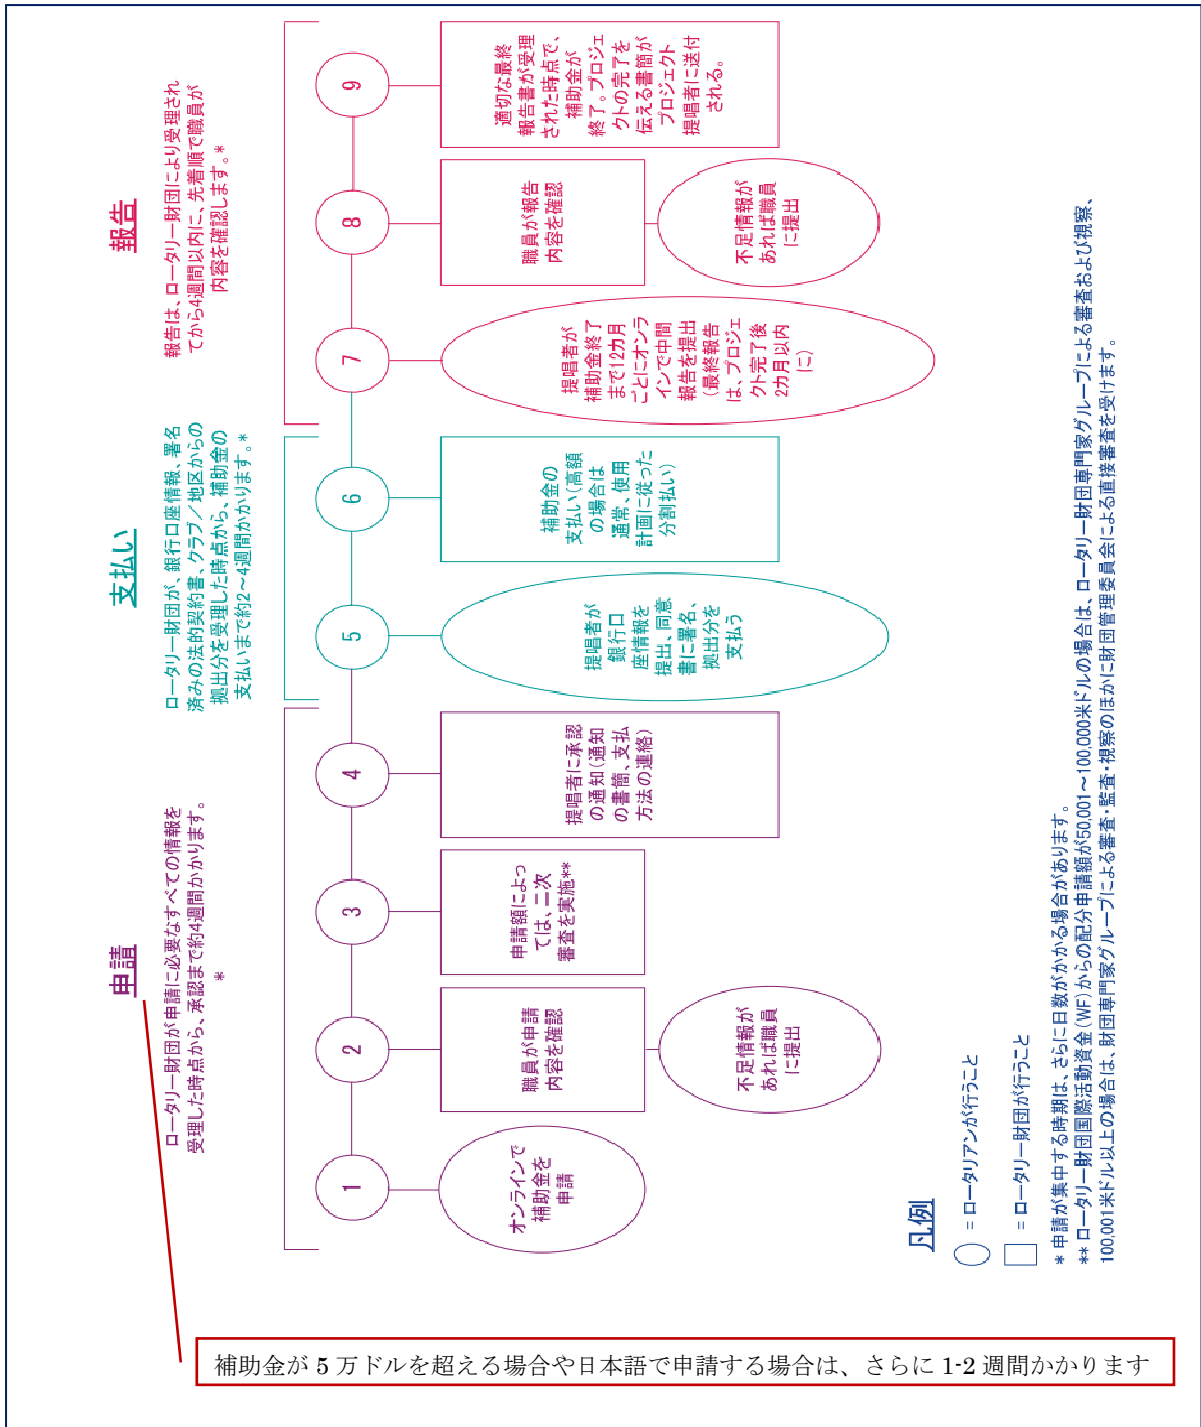 申請
ロータリー財団が申請に必要なすべての情報を
受理した時点から、承認まで約4週間かかります。
*
支払い
ロータリー財団が、銀行口座情報、署名
済みの法的契約書、クラブ／地区からの
拠出分を受理した時点から、補助金の
支払いまで約2～4週間かかります。*
報告
報告は、ロータリー財団により受理され
てから4週間以内に、先着順で職員が
内容を確認します。*
1
オンラインで
補助金を
申請
2
職員が申請
内容を確認
不足情報が
あれば職員
に提出
3
申請額によっ
ては、二次
審査を実施**
4
提唱者に承認
の通知（通知
の書簡、支払
方法の連絡）
5
提唱者が
銀行口
座情報を
提出、同意
書に署名、
拠出分を
支払う
6
補助金の
支払い（高額
の場合は
通常、使用
計画に従った
分割払い）
7
提唱者が
補助金終了
まで12カ月
ごとにオンラ
インで中間
報告を提出
（最終報告
は、プロジェ
クト完了後
2カ月以内
に）
8
職員が報告
内容を確認
不足情報が
あれば職員
に提出
9
適切な最終
報告書が受理
された時点で、
補助金が
終了。プロジェ
クトの完了を
伝える書簡が
プロジェクト
提唱者に送付
される。
凡例
= ロータリアンが行うこと
= ロータリー財団が行うこと
* 申請が集中する時期は、さらに日数がかかる場合があります。
** ロータリー財団国際活動資金（WF）からの配分申請額が50,001～100,000米ドルの場合は、ロータリー財団専門家グループによる審査および視察、
100,001米ドル以上の場合は、財団専門家グループによる審査・監査・視察のほかに財団管理委員会による直接審査を受けます。
補助金が 5 万ドルを超える場合や日本語で申請する場合は、さらに 1-2 週間かかります